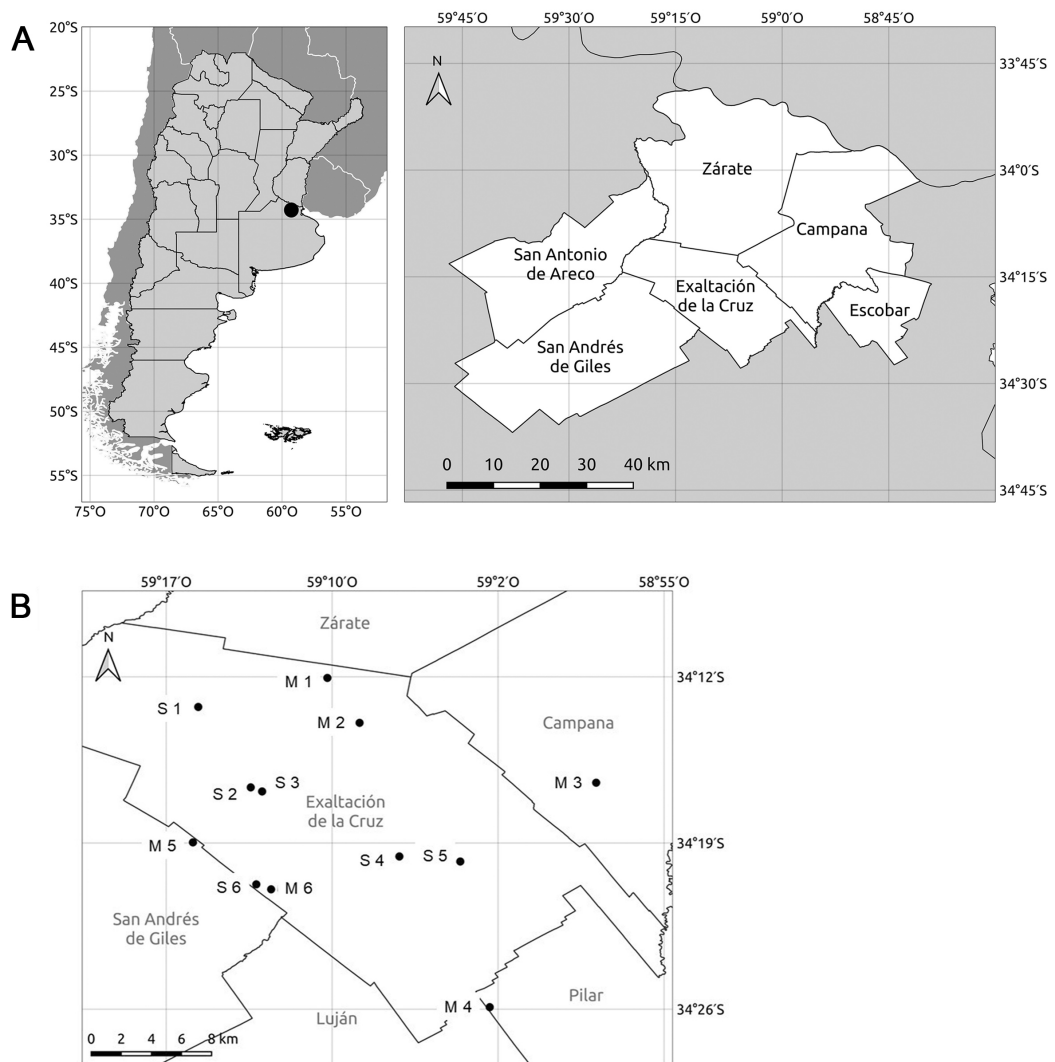 A
20°S
25°S
30°S
35°S
40°S
45°S
50°S
55°S
75°O 70°O 65°O 60°O 55°O
59°45′O 59°30′O 59°15′O 59°0′O 58°45′O
N
33°45′S
34°0′S
34°15′S
34°30′S
34°45′S
Zárate
Campana
San Antonio
de Areco
Exaltación
de la Cruz
Escobar
San Andrés
de Giles
0 10 20 30 40 km
B
59°17′O 59°10′O 59°2′O 58°55′O
N
Zárate
M 1
34°12′S
S 1
M 2
Campana
M 3
S 2
S 3
Exaltación
de la Cruz
M 5
34°19′S
S 4
S 5
S 6
M 6
San Andrés
de Giles
M 4
Pilar
34°26′S
Luján
0 2 4 6 8 km